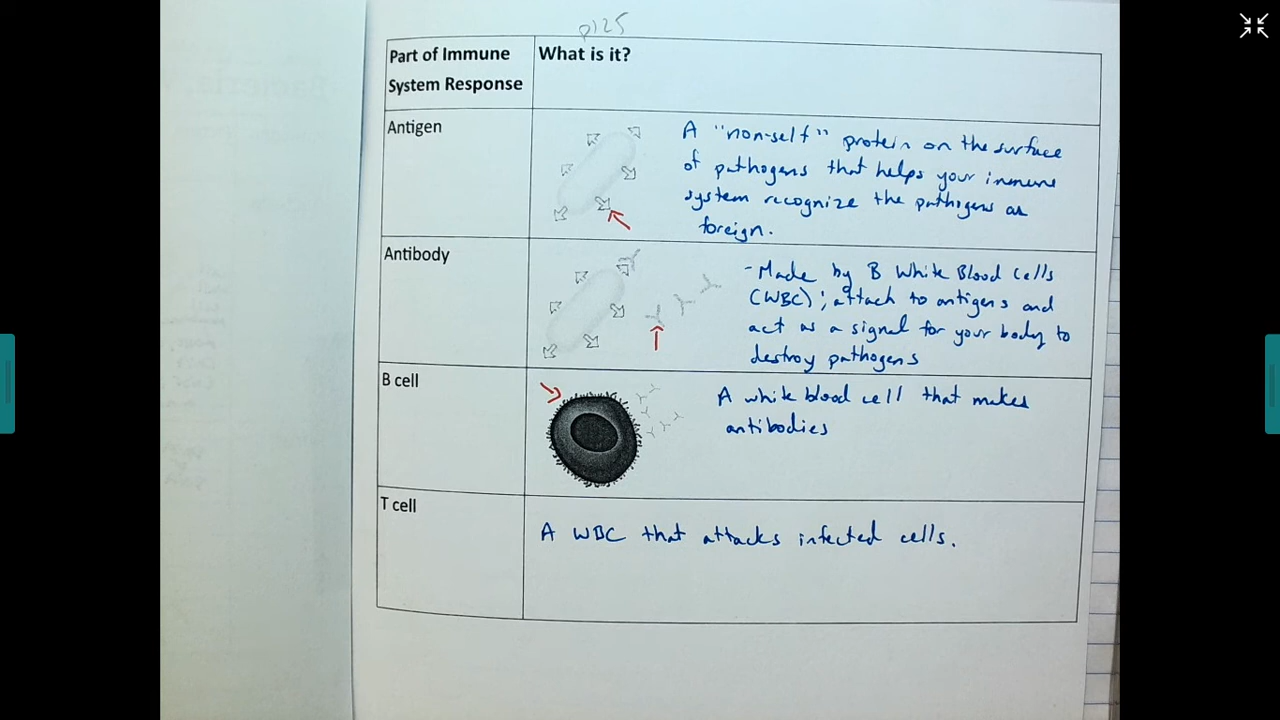 p125
Part of Immune
System Response
What is it?
Antigen
A "non-self" protein on the surface
of pathogens that helps your immune
system recognize the pathogens as
foreign.
Antibody
-Made by B White Blood Cells
(WBC); attach to antigens and
act as a signal for your body to
destroy pathogens
B cell
A white blood cell that makes
antibodies
T cell
A WBC that attacks infected cells.